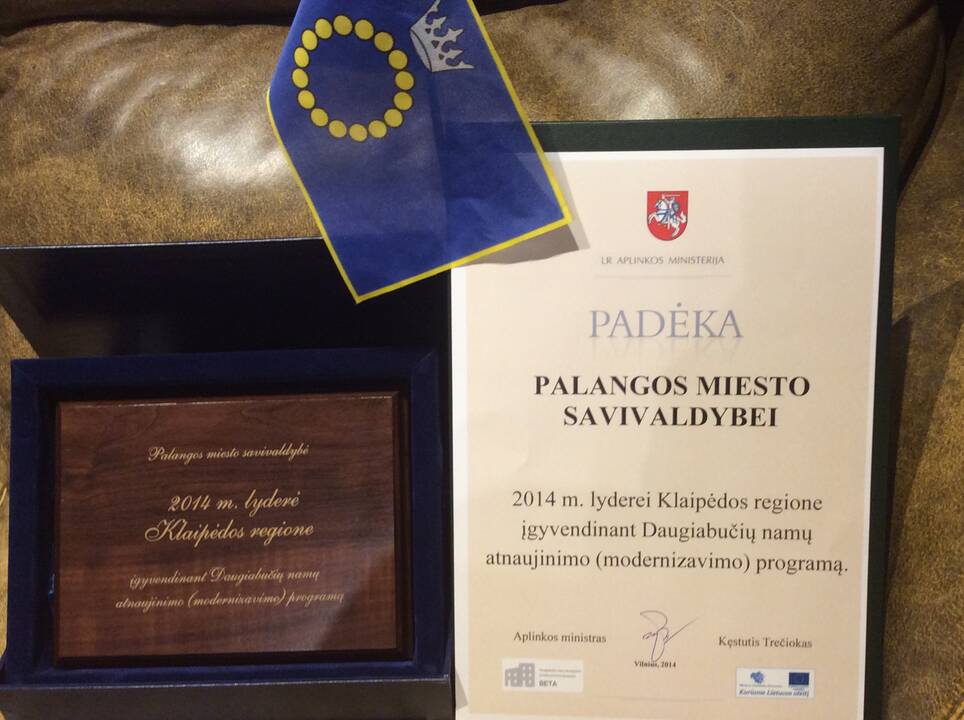 Palangos miesto savivaldybė
2014 m. lyderė
Klaipėdos regione
įgyvendinant Daugiabučių namų
atnaujinimo (modernizavimo) programą
LR APLINKOS MINISTERIJA
PADĖKA
PALANGOS MIESTO
SAVIVALDYBEI
2014 m. lyderei Klaipėdos regione
įgyvendinant Daugiabučių namų
atnaujinimo (modernizavimo) programą.
Aplinkos ministras
Kęstutis Trečiokas
Vilnius, 2014
BETA
Kuriame Lietuvos ateitį